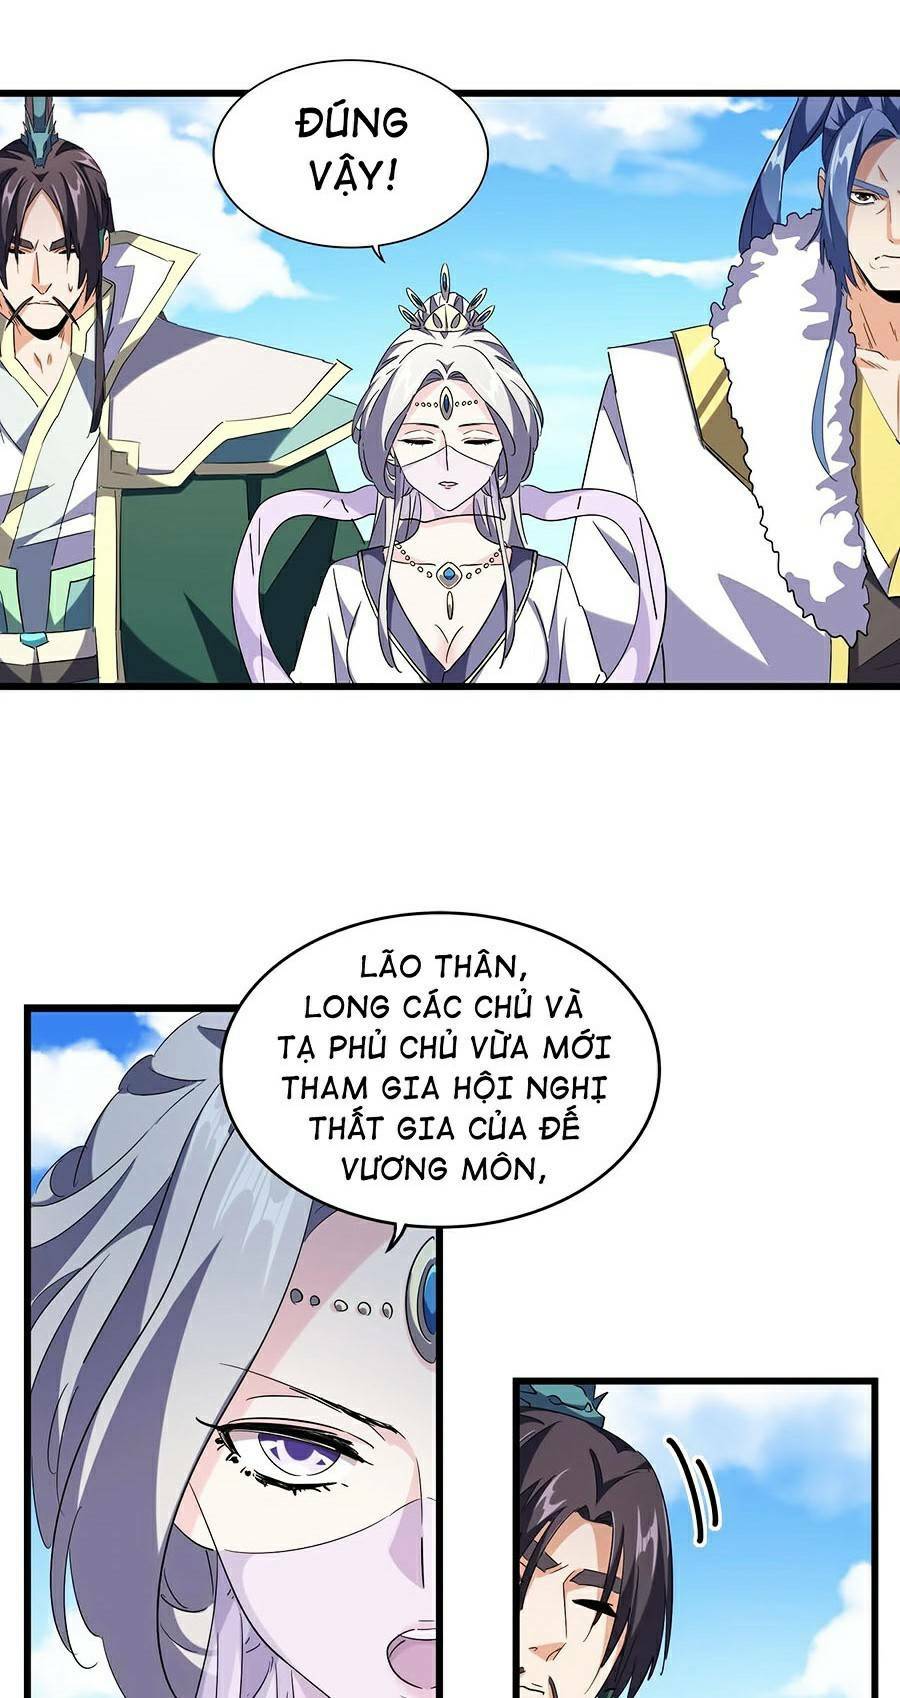 ĐÚNG
VẬY!
LÃO THÂN,
LONG CÁC CHỦ VÀ
TẠ PHỦ CHỦ VỪA MỚI
THAM GIA HỘI NGHỊ
THẤT GIA CỦA ĐẾ
VƯƠNG MÔN,